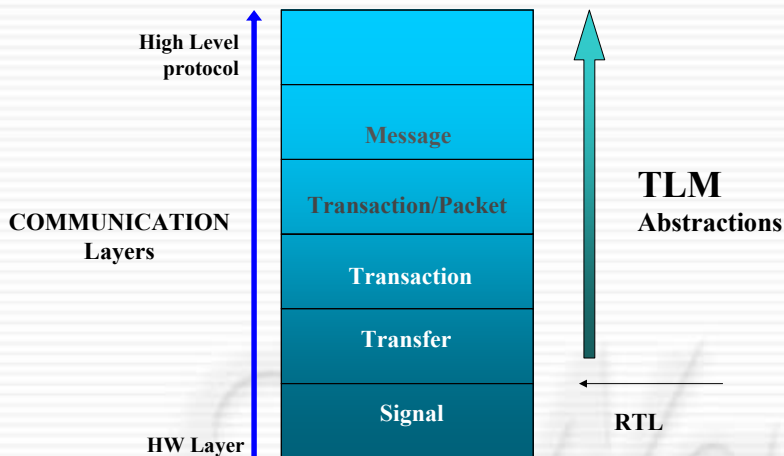 High Level
protocol
Message
Transaction/Packet
TLM
Abstractions
COMMUNICATION
Layers
Transaction
Transfer
Signal
RTL
HW Layer